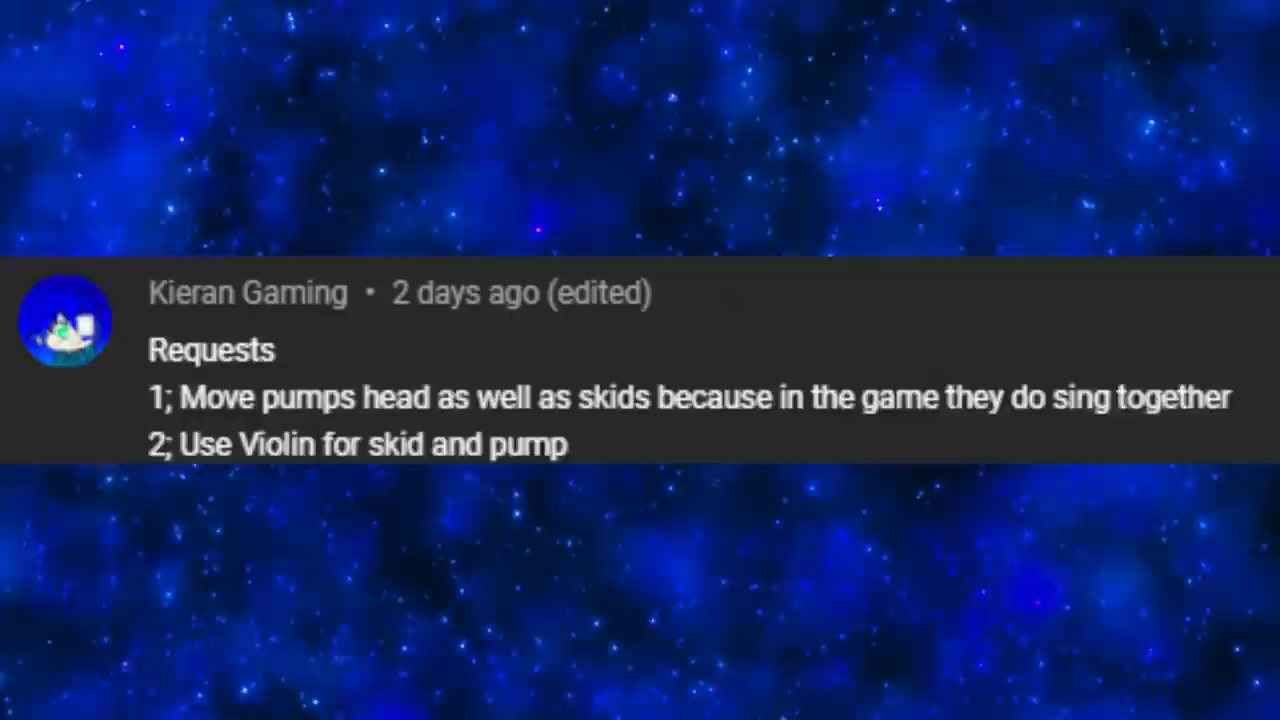 Kieran Gaming • 2 days ago (edited)
Requests
1; Move pumps head as well as skids because in the game they do sing together
2; Use Violin for skid and pump